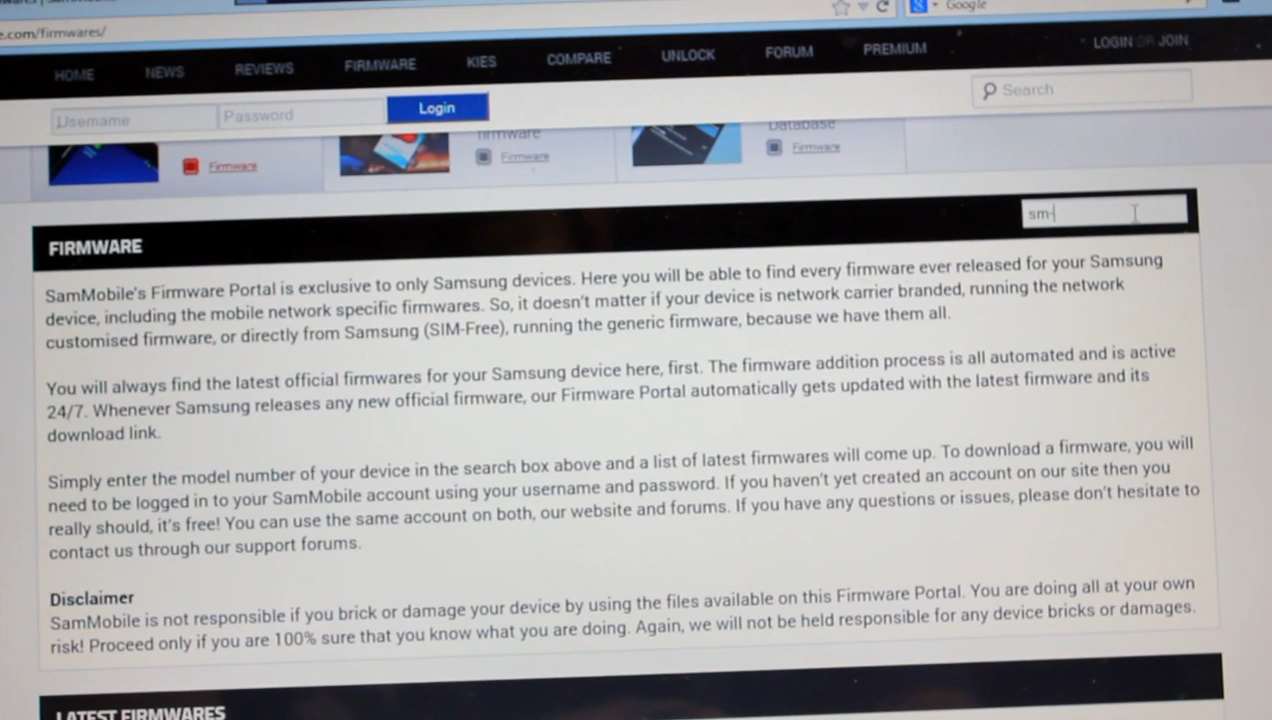 e.com/firmwares/
Google
HOME NEWS REVIEWS FIRMWARE KIES COMPARE UNLOCK FORUM PREMIUM LOGIN OR JOIN
Username Password Login Search
firmware Database
Firmware Firmware Firmware
sm-
FIRMWARE
SamMobile's Firmware Portal is exclusive to only Samsung devices. Here you will be able to find every firmware ever released for your Samsung
device, including the mobile network specific firmwares. So, it doesn't matter if your device is network carrier branded, running the network
customised firmware, or directly from Samsung (SIM-Free), running the generic firmware, because we have them all.
You will always find the latest official firmwares for your Samsung device here, first. The firmware addition process is all automated and is active
24/7. Whenever Samsung releases any new official firmware, our Firmware Portal automatically gets updated with the latest firmware and its
download link.
Simply enter the model number of your device in the search box above and a list of latest firmwares will come up. To download a firmware, you will
need to be logged in to your SamMobile account using your username and password. If you haven't yet created an account on our site then you
really should, it's free! You can use the same account on both, our website and forums. If you have any questions or issues, please don't hesitate to
contact us through our support forums.
Disclaimer
SamMobile is not responsible if you brick or damage your device by using the files available on this Firmware Portal. You are doing all at your own
risk! Proceed only if you are 100% sure that you know what you are doing. Again, we will not be held responsible for any device bricks or damages.
LATEST FIRMWARES